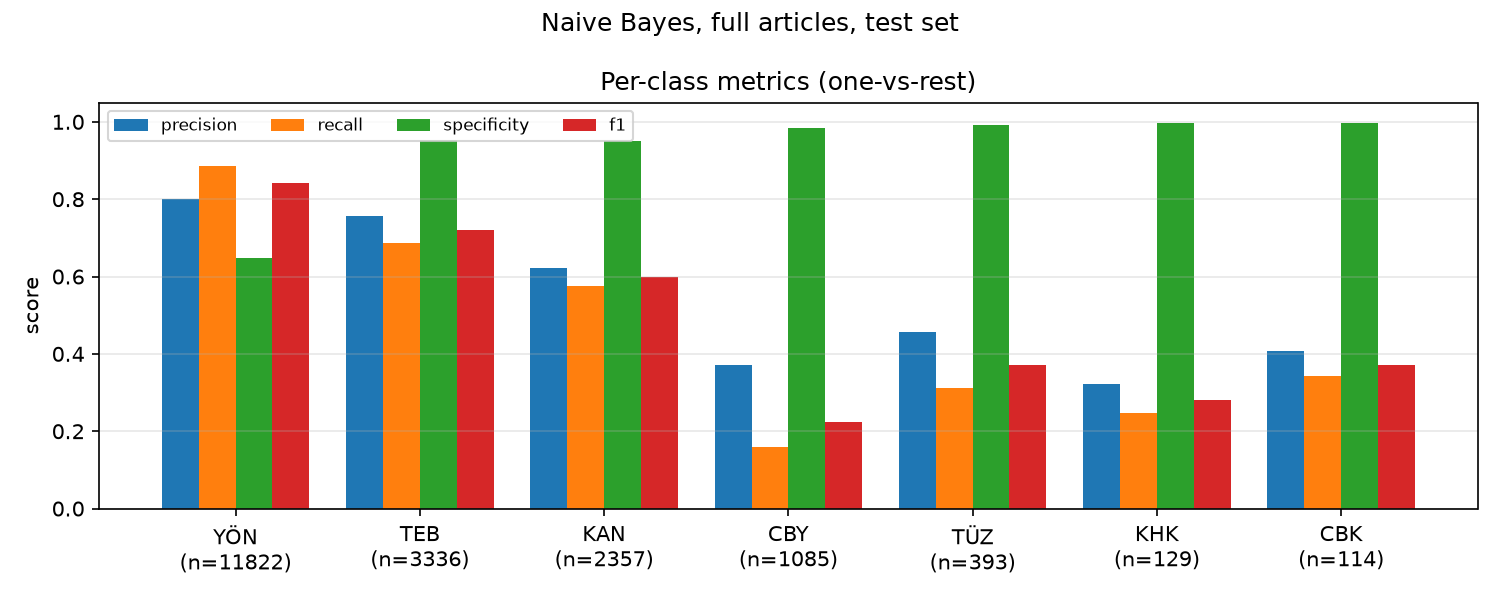 Naive Bayes, full articles, test set
Per-class metrics (one-vs-rest)
precision recall specificity f1
score
1.0
0.8
0.6
0.4
0.2
0.0
YÖN TEB KAN CBY TÜZ KHK CBK
(n=11822) (n=3336) (n=2357) (n=1085) (n=393) (n=129) (n=114)